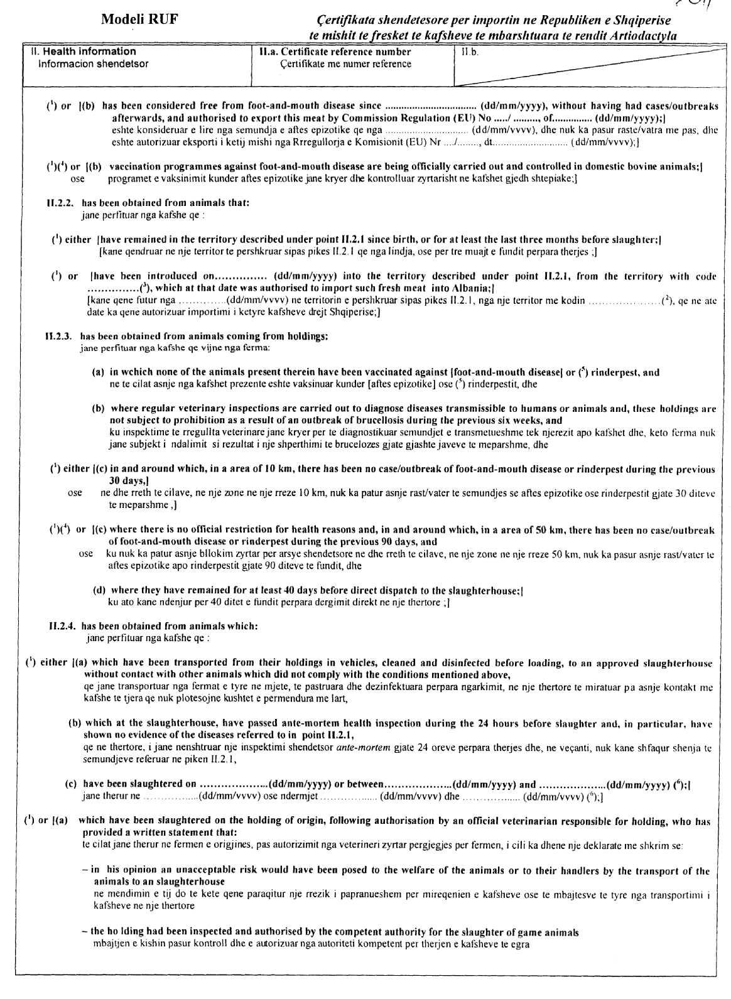 Modeli RUF
Çertifikata shendetesore per importin ne Republiken e Shqiperise
te mishit te fresket te kafsheve te mbarshtuara te rendit Artiodactyla
II. Health information
Informacion shendetsor
II.a. Certificate reference number
Çertifikate me numer reference
II.b.
(¹) or [(b) has been considered free from foot-and-mouth disease since ................................. (dd/mm/yyyy), without having had cases/outbreaks
afterwards, and authorised to export this meat by Commission Regulation (EU) No ...../ .........., of............... (dd/mm/yyyy);]
eshte konsideruar e lire nga semundja e aftes epizotike qe nga ............................... (dd/mm/vvvv), dhe nuk ka pasur raste/vatra me pas, dhe
eshte autorizuar eksporti i ketij mishi nga Rregullorja e Komisionit (EU) Nr ..../........, dt............................ (dd/mm/vvvv);]
(¹)(⁴) or [(b) vaccination programmes against foot-and-mouth disease are being officially carried out and controlled in domestic bovine animals;]
ose programet e vaksinimit kunder aftes epizotike jane kryer dhe kontrolluar zyrtarisht ne kafshet gjedh shtepiake;]
II.2.2. has been obtained from animals that:
jane perfituar nga kafshe qe :
(¹) either [have remained in the territory described under point II.2.1 since birth, or for at least the last three months before slaughter;]
[kane qendruar ne nje territor te pershkruar sipas pikes II.2.1 qe nga lindja, ose per tre muajt e fundit perpara therjes ;]
(¹) or [have been introduced on............... (dd/mm/yyyy) into the territory described under point II.2.1, from the territory with code
...............(³), which at that date was authorised to import such fresh meat into Albania;]
[kane qene futur nga .............(dd/mm/vvvv) ne territorin e pershkruar sipas pikes II.2.1, nga nje territor me kodin .....................(²), qe ne ate
date ka qene autorizuar importimi i ketyre kafsheve drejt Shqiperise;]
II.2.3. has been obtained from animals coming from holdings:
jane perfituar nga kafshe qe vijne nga ferma:
(a) in wchich none of the animals present therein have been vaccinated against [foot-and-mouth disease] or (⁵) rinderpest, and
ne te cilat asnje nga kafshet prezente eshte vaksinuar kunder [aftes epizotike] ose (⁵) rinderpestit, dhe
(b) where regular veterinary inspections are carried out to diagnose diseases transmissible to humans or animals and, these holdings are
not subject to prohibition as a result of an outbreak of brucellosis during the previous six weeks, and
ku inspektime te rregullta veterinare jane kryer per te diagnostikuar semundjet e transmetueshme tek njerezit apo kafshet dhe, keto ferma nuk
jane subjekt i ndalimit si rezultat i nje shperthimi te brucelozes gjate gjashte javeve te meparshme, dhe
(¹) either [(c) in and around which, in a area of 10 km, there has been no case/outbreak of foot-and-mouth disease or rinderpest during the previous
30 days,]
ose ne dhe rreth te cilave, ne nje zone ne nje rreze 10 km, nuk ka patur asnje rast/vater te semundjes se aftes epizotike ose rinderpestit gjate 30 diteve
te meparshme ,]
(¹)(⁴) or [(c) where there is no official restriction for health reasons and, in and around which, in a area of 50 km, there has been no case/outbreak
of foot-and-mouth disease or rinderpest during the previous 90 days, and
ose ku nuk ka patur asnje bllokim zyrtar per arsye shendetsore ne dhe rreth te cilave, ne nje zone ne nje rreze 50 km, nuk ka pasur asnje rast/vater te
aftes epizotike apo rinderpestit gjate 90 diteve te fundit, dhe
(d) where they have remained for at least 40 days before direct dispatch to the slaughterhouse;]
ku ato kane ndenjur per 40 ditet e fundit perpara dergimit direkt ne nje thertore ;]
II.2.4. has been obtained from animals which:
jane perfituar nga kafshe qe :
(¹) either [(a) which have been transported from their holdings in vehicles, cleaned and disinfected before loading, to an approved slaughterhouse
without contact with other animals which did not comply with the conditions mentioned above,
qe jane transportuar nga fermat e tyre ne mjete, te pastruara dhe dezinfektuara perpara ngarkimit, ne nje thertore te miratuar pa asnje kontakt me
kafshe te tjera qe nuk plotesojne kushtet e permendura me lart,
(b) which at the slaughterhouse, have passed ante-mortem health inspection during the 24 hours before slaughter and, in particular, have
shown no evidence of the diseases referred to in point II.2.1,
qe ne thertore, i jane nenshtruar nje inspektimi shendetsor ante-mortem gjate 24 oreve perpara therjes dhe, ne veçanti, nuk kane shfaqur shenja te
semundjeve referuar ne piken II.2.1,
(c) have been slaughtered on ....................(dd/mm/yyyy) or between....................(dd/mm/yyyy) and ....................(dd/mm/yyyy) (⁶);]
jane therur ne .................(dd/mm/vvvv) ose ndermjet .................. (dd/mm/vvvv) dhe .................. (dd/mm/vvvv) (⁶);]
(¹) or [(a) which have been slaughtered on the holding of origin, following authorisation by an official veterinarian responsible for holding, who has
provided a written statement that:
te cilat jane therur ne fermen e origjines, pas autorizimit nga veterineri zyrtar pergjegjes per fermen, i cili ka dhene nje deklarate me shkrim se:
– in his opinion an unacceptable risk would have been posed to the welfare of the animals or to their handlers by the transport of the
animals to an slaughterhouse
ne mendimin e tij do te kete qene paraqitur nje rrezik i papranueshem per mireqenien e kafsheve ose te mbajtesve te tyre nga transportimi i
kafsheve ne nje thertore
– the ho lding had been inspected and authorised by the competent authority for the slaughter of game animals
mbajtjen e kishin pasur kontroll dhe e autorizuar nga autoriteti kompetent per therjen e kafsheve te egra